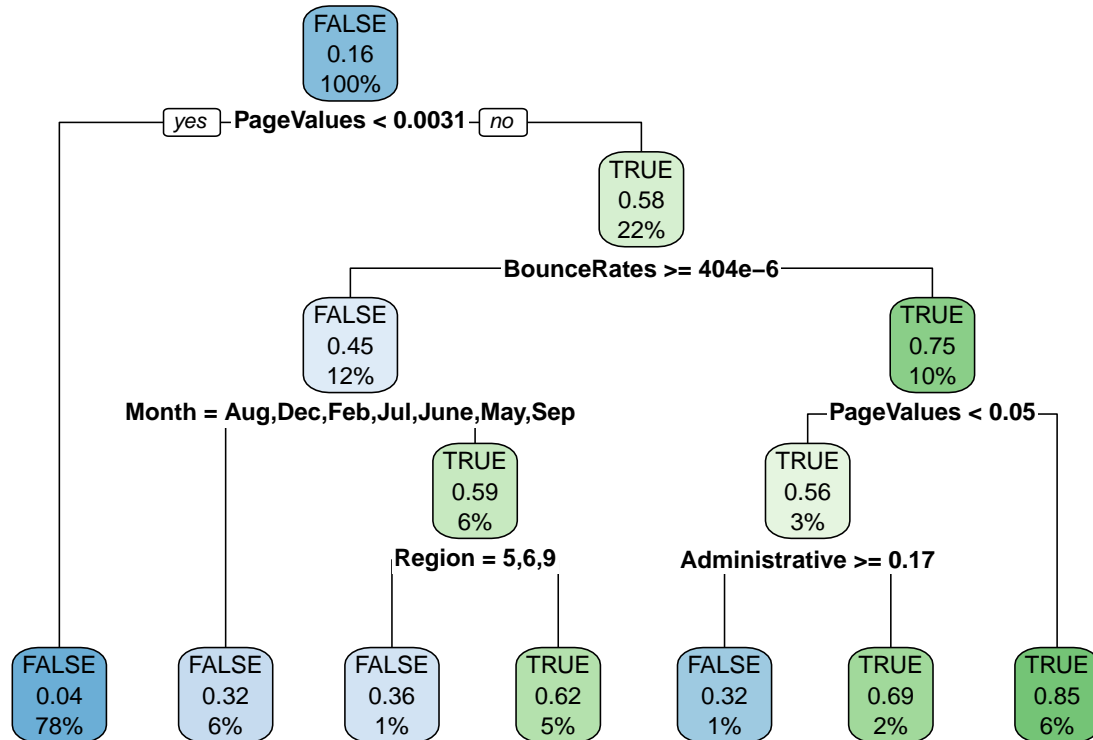 FALSE
0.16
100%
yes PageValues < 0.0031 no
TRUE
0.58
22%
BounceRates >= 404e−6
FALSE
0.45
12%
TRUE
0.75
10%
Month = Aug,Dec,Feb,Jul,June,May,Sep
PageValues < 0.05
TRUE
0.59
6%
TRUE
0.56
3%
Region = 5,6,9
Administrative >= 0.17
FALSE
0.04
78%
FALSE
0.32
6%
FALSE
0.36
1%
TRUE
0.62
5%
FALSE
0.32
1%
TRUE
0.69
2%
TRUE
0.85
6%